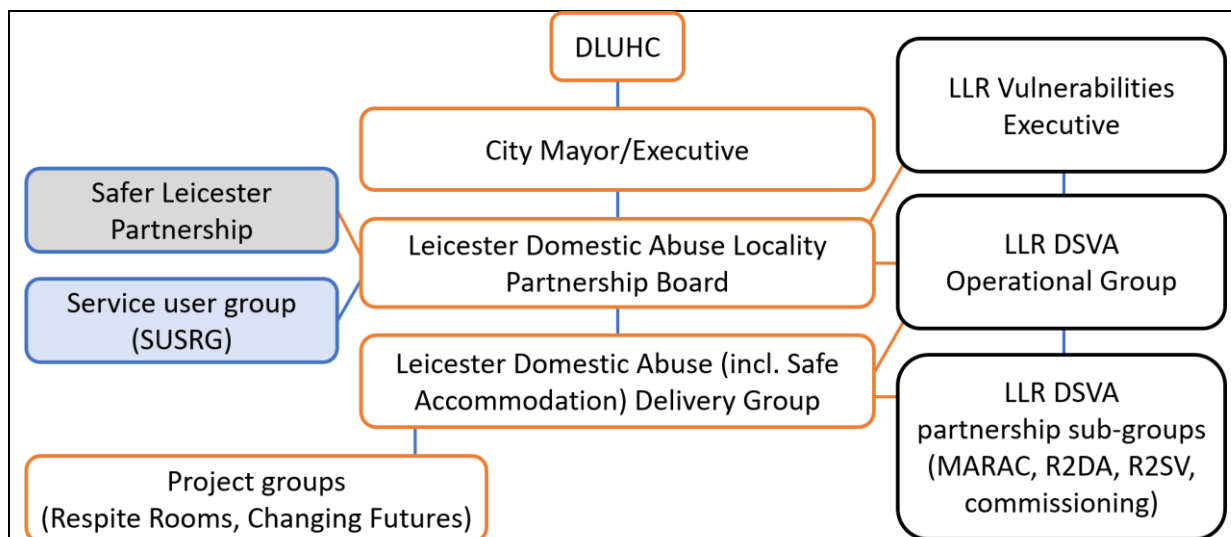 DLUHC
City Mayor/Executive
Safer Leicester
Partnership
Service user group
(SUSRG)
Leicester Domestic Abuse Locality
Partnership Board
Leicester Domestic Abuse (incl. Safe
Accommodation) Delivery Group
Project groups
(Respite Rooms, Changing Futures)
LLR Vulnerabilities
Executive
LLR DSVA
Operational Group
LLR DSVA
partnership sub-groups
(MARAC, R2DA, R2SV,
commissioning)